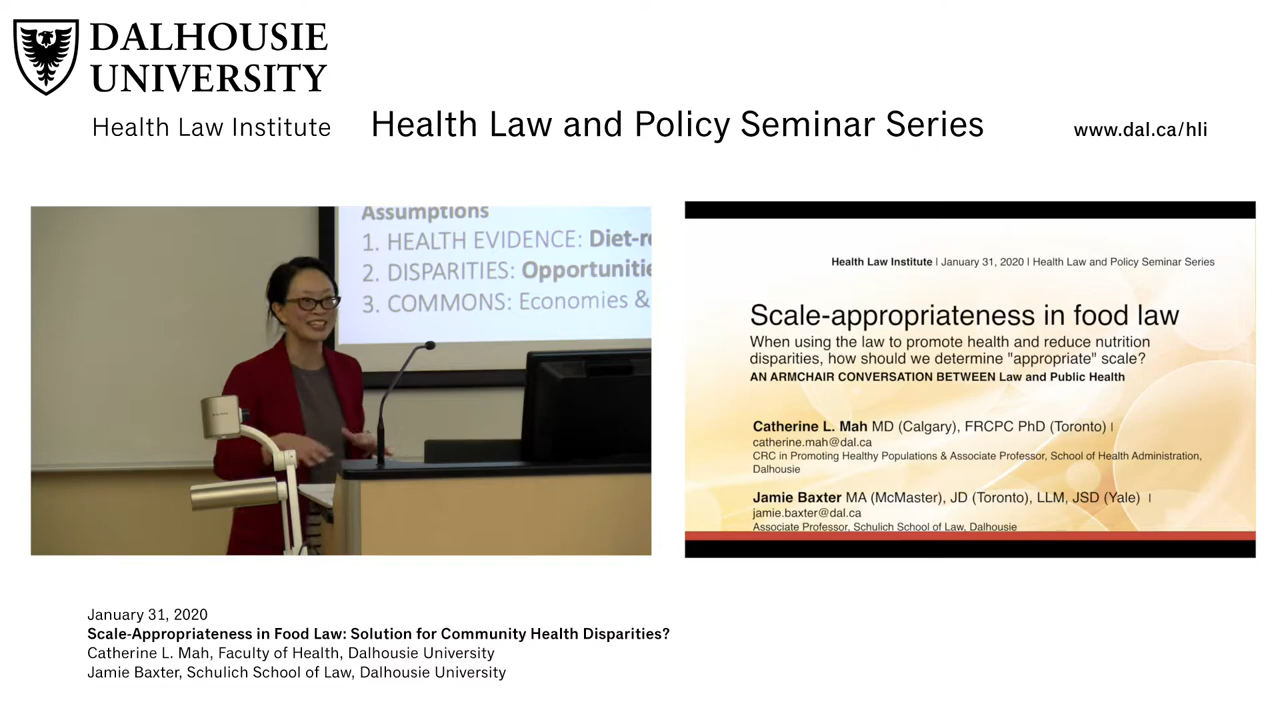 DALHOUSIE
UNIVERSITY
Health Law Institute
Health Law and Policy Seminar Series
www.dal.ca/hli
Assumptions
1. HEALTH EVIDENCE: Diet-r
2. DISPARITIES: Opportunitie
3. COMMONS: Economies &
Health Law Institute | January 31, 2020 | Health Law and Policy Seminar Series
Scale-appropriateness in food law
When using the law to promote health and reduce nutrition
disparities, how should we determine "appropriate" scale?
AN ARMCHAIR CONVERSATION BETWEEN Law and Public Health
Catherine L. Mah MD (Calgary), FRCPC PhD (Toronto) |
catherine.mah@dal.ca
CRC in Promoting Healthy Populations & Associate Professor, School of Health Administration,
Dalhousie
Jamie Baxter MA (McMaster), JD (Toronto), LLM, JSD (Yale) |
jamie.baxter@dal.ca
Associate Professor, Schulich School of Law, Dalhousie
January 31, 2020
Scale-Appropriateness in Food Law: Solution for Community Health Disparities?
Catherine L. Mah, Faculty of Health, Dalhousie University
Jamie Baxter, Schulich School of Law, Dalhousie University